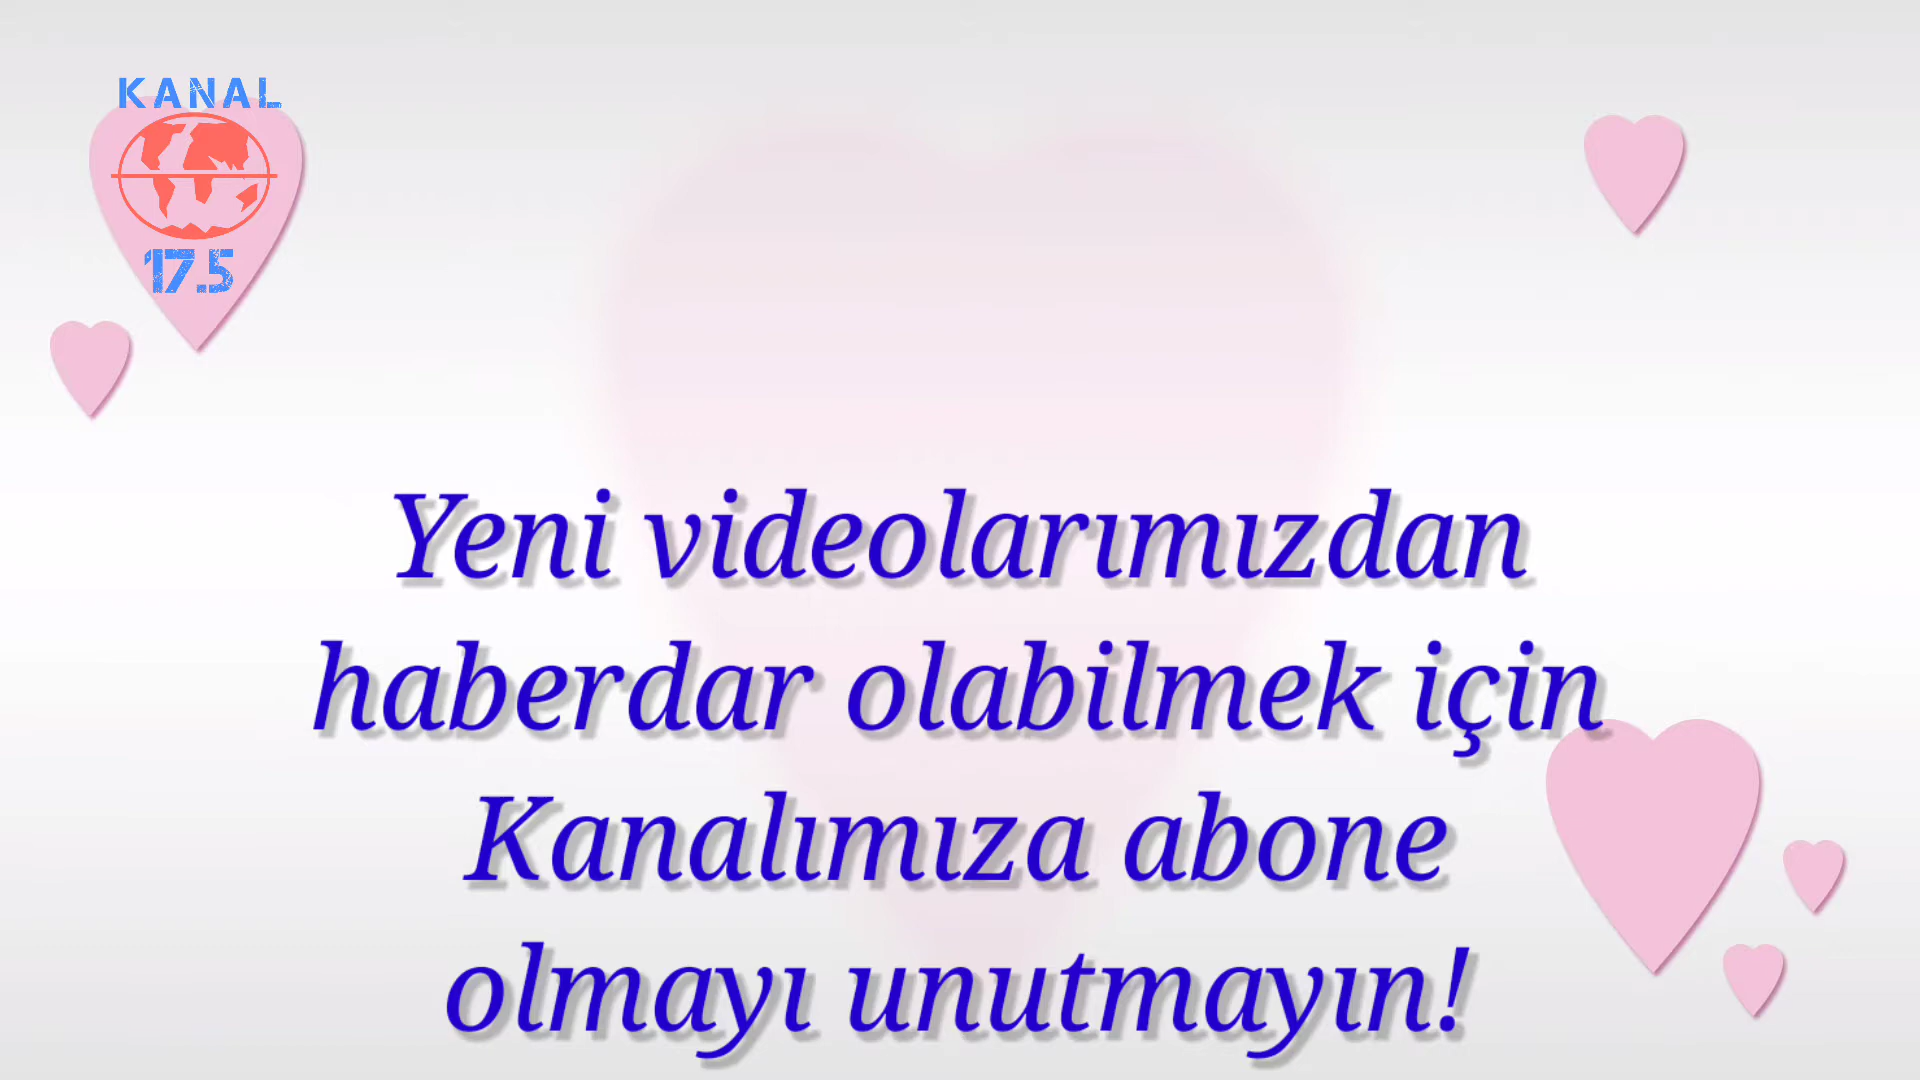 KANAL
17.5
Yeni videolarımızdan
haberdar olabilmek için
Kanalımıza abone
olmayı unutmayın!